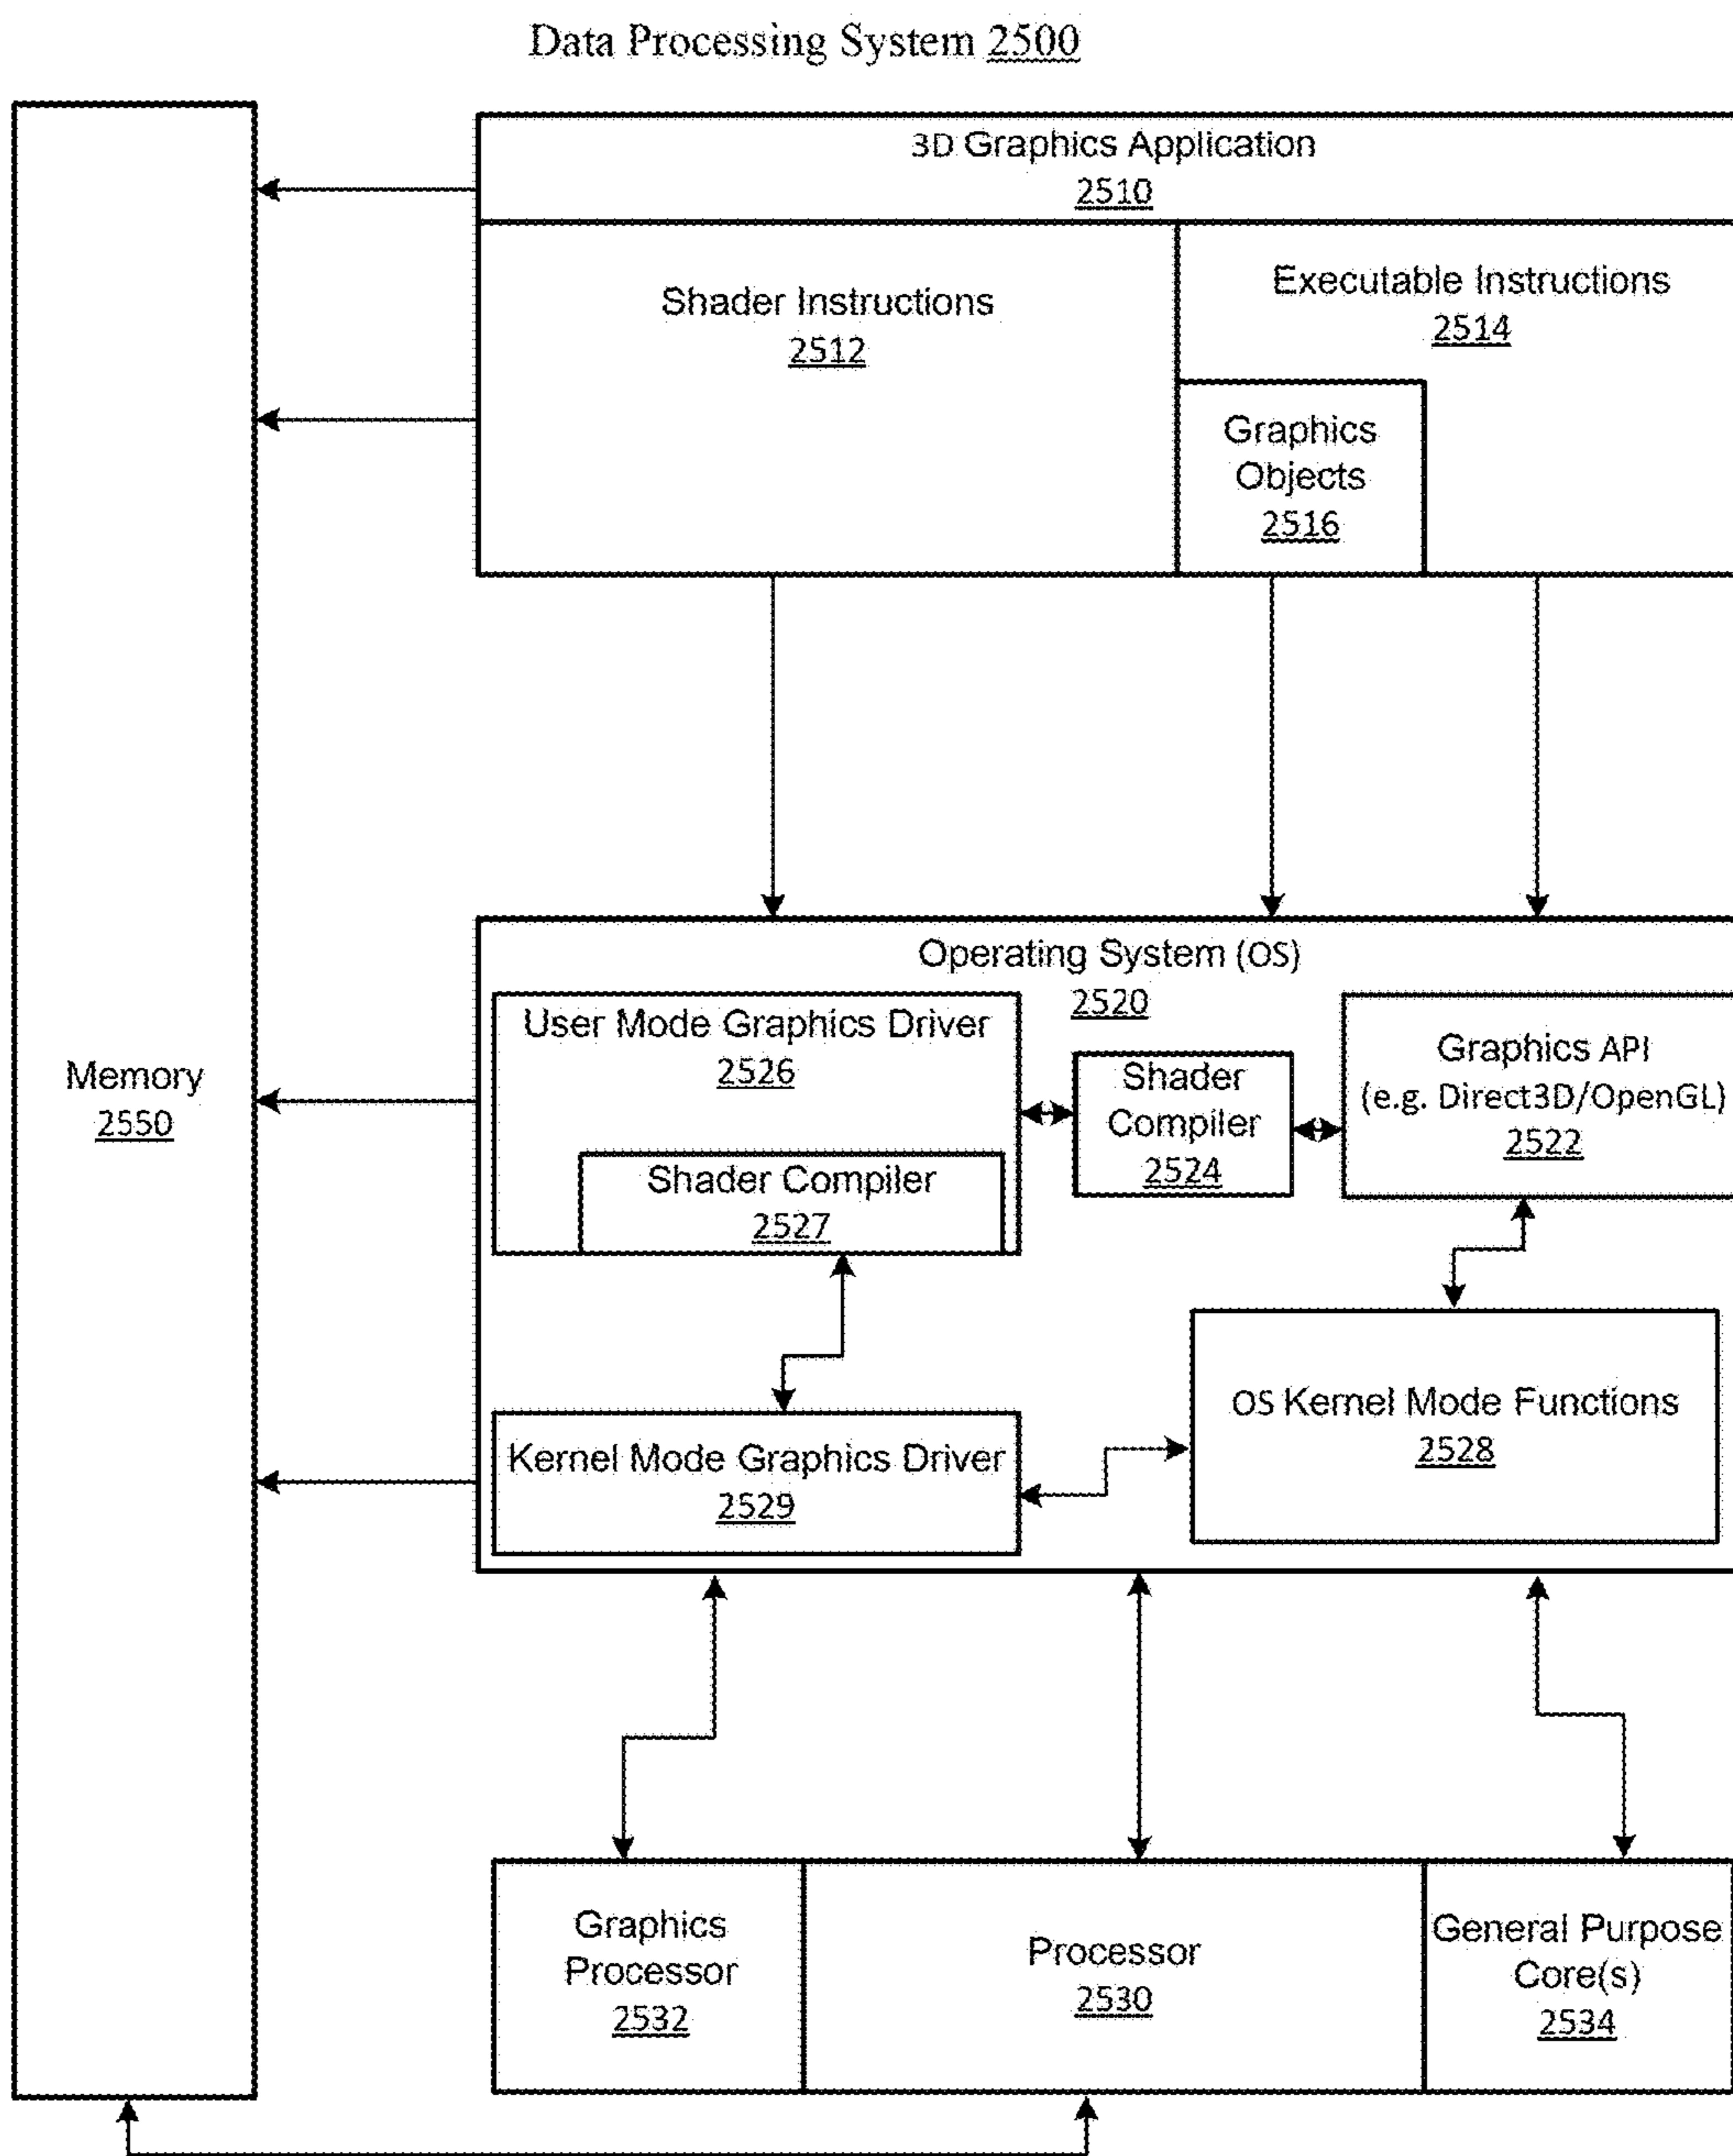 Data Processing System 2500
3D Graphics Application
2510
Shader Instructions
2512
Executable Instructions
2514
Graphics
Objects
2516
Memory
2550
Operating System (OS)
2520
User Mode Graphics Driver
2526
Shader Compiler
2527
Shader
Compiler
2524
Graphics API
(e.g. Direct3D/OpenGL)
2522
Kernel Mode Graphics Driver
2529
OS Kernel Mode Functions
2528
Graphics
Processor
2532
Processor
2530
General Purpose
Core(s)
2534